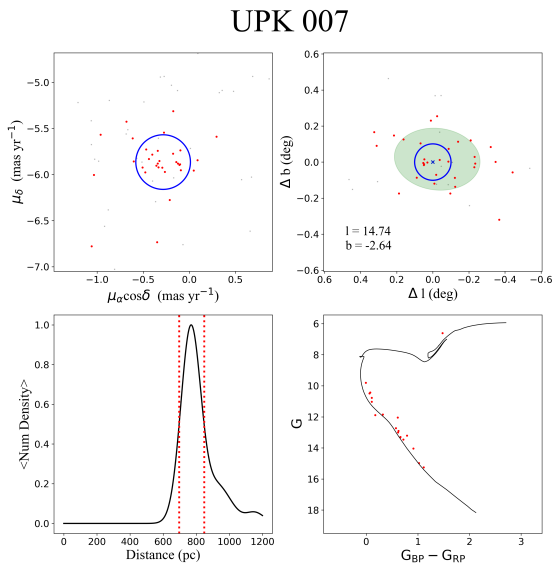 UPK 007
−5.0
−5.5
−6.0
−6.5
−7.0
μδ (mas yr⁻¹)
−1.0 −0.5 0.0 0.5
μαcosδ (mas yr⁻¹)
0.6
0.4
0.2
0.0
−0.2
−0.4
−0.6
Δ b (deg)
l = 14.74
b = -2.64
0.6 0.4 0.2 0.0 −0.2 −0.4 −0.6
Δ l (deg)
1.0
0.8
0.6
0.4
0.2
0.0
<Num Density>
0 200 400 600 800 1000 1200
Distance (pc)
6
8
10
12
14
16
18
G
0 1 2 3
G_BP − G_RP